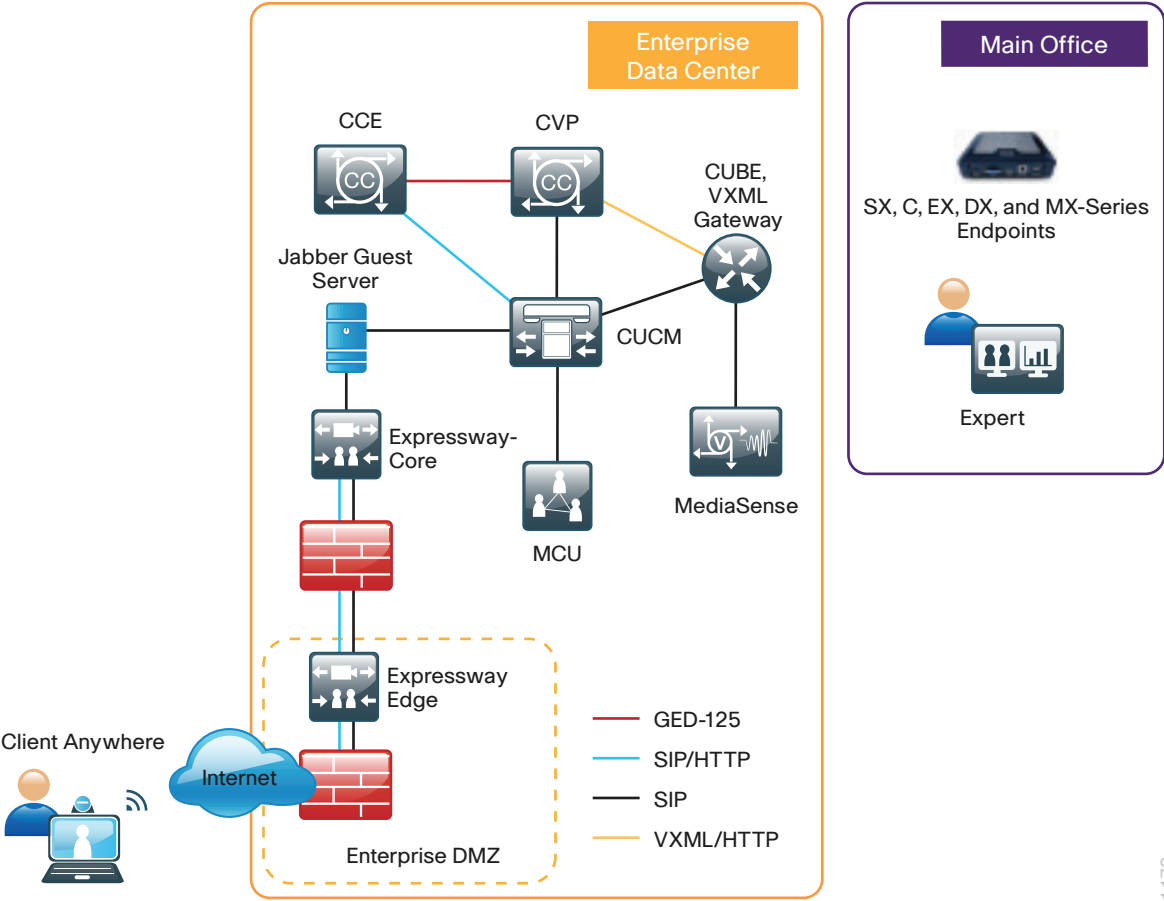 Enterprise
Data Center
Main Office
CCE
CVP
CC
CC
CUBE,
VXML
Gateway
SX, C, EX, DX, and MX-Series
Endpoints
Jabber Guest
Server
CUCM
Expert
Expressway-
Core
V
MediaSense
MCU
Expressway
Edge
GED-125
SIP/HTTP
SIP
VXML/HTTP
Client Anywhere
Internet
Enterprise DMZ